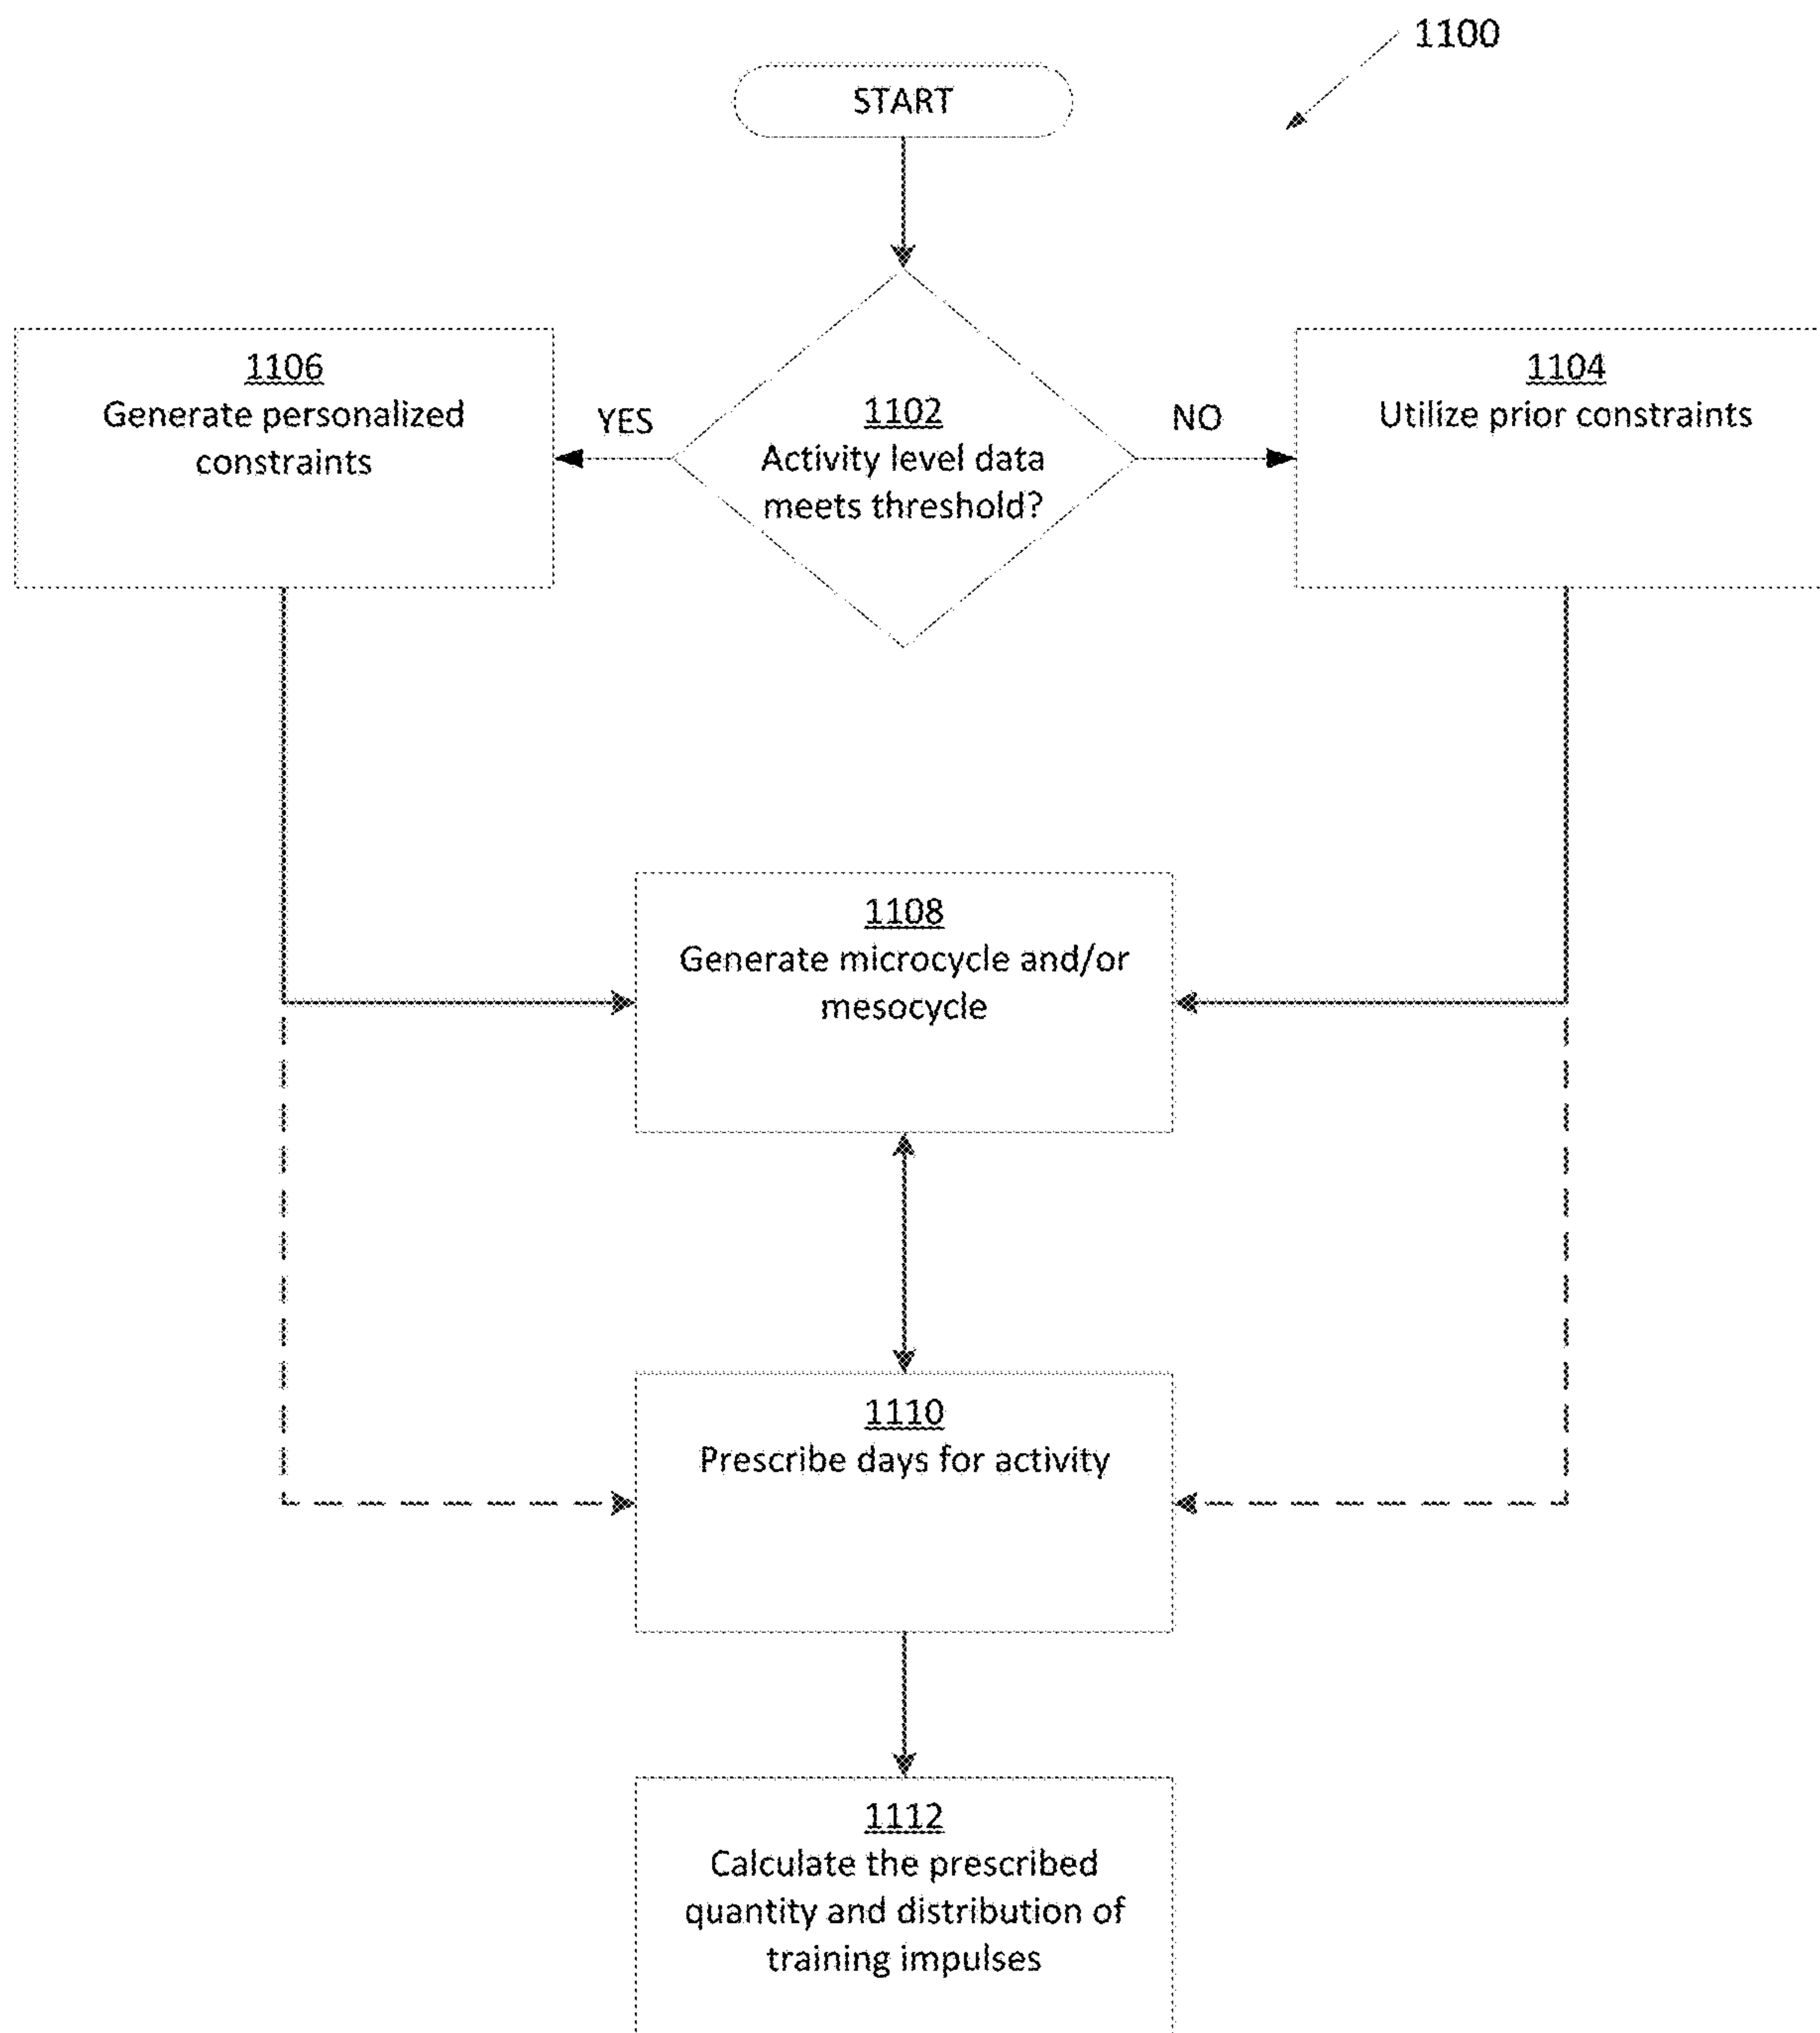 1100
START
1106
Generate personalized
constraints
YES
1102
Activity level data
meets threshold?
NO
1104
Utilize prior constraints
1108
Generate microcycle and/or
mesocycle
1110
Prescribe days for activity
1112
Calculate the prescribed
quantity and distribution of
training impulses